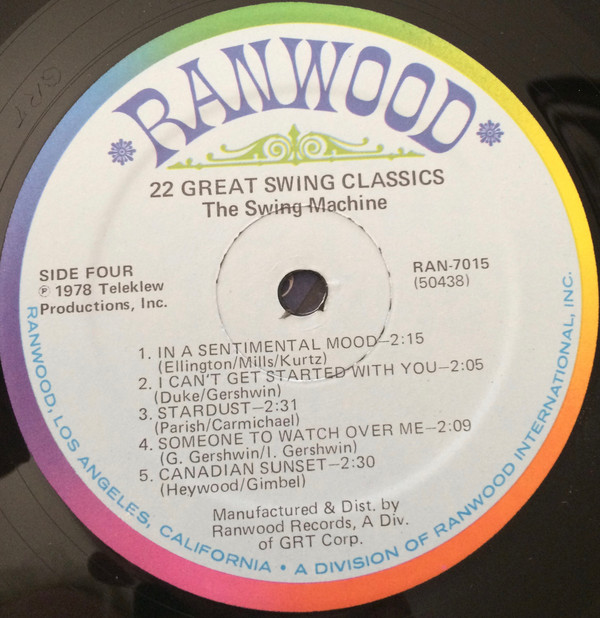 GRT
RANWOOD
22 GREAT SWING CLASSICS
The Swing Machine
SIDE FOUR
℗ 1978 Teleklew
Productions, Inc.
RAN-7015
(50438)
1. IN A SENTIMENTAL MOOD—2:15
(Ellington/Mills/Kurtz)
2. I CAN'T GET STARTED WITH YOU—2:05
(Duke/Gershwin)
3. STARDUST—2:31
(Parish/Carmichael)
4. SOMEONE TO WATCH OVER ME—2:09
(G. Gershwin/I. Gershwin)
5. CANADIAN SUNSET—2:30
(Heywood/Gimbel)
Manufactured & Dist. by
Ranwood Records, A Div.
of GRT Corp.
RANWOOD, LOS ANGELES, CALIFORNIA • A DIVISION OF RANWOOD INTERNATIONAL, INC.